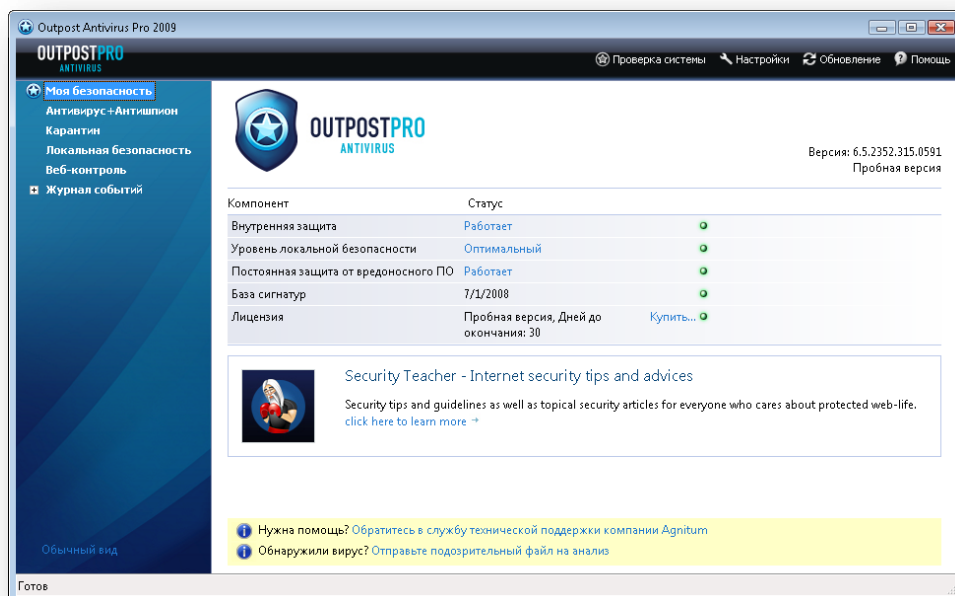 Outpost Antivirus Pro 2009
OUTPOSTPRO
ANTIVIRUS
Проверка системы
Настройки
Обновление
Помощь
Моя безопасность
Антивирус+Антишпион
Карантин
Локальная безопасность
Веб-контроль
Журнал событий
OUTPOSTPRO
ANTIVIRUS
Версия: 6.5.2352.315.0591
Пробная версия
Компонент Статус
Внутренняя защита Работает
Уровень локальной безопасности Оптимальный
Постоянная защита от вредоносного ПО Работает
База сигнатур 7/1/2008
Лицензия Пробная версия, Дней до Купить...
окончания: 30
Security Teacher - Internet security tips and advices
Security tips and guidelines as well as topical security articles for everyone who cares about protected web-life.
click here to learn more →
Нужна помощь? Обратитесь в службу технической поддержки компании Agnitum
Обнаружили вирус? Отправьте подозрительный файл на анализ
Обычный вид
Готов